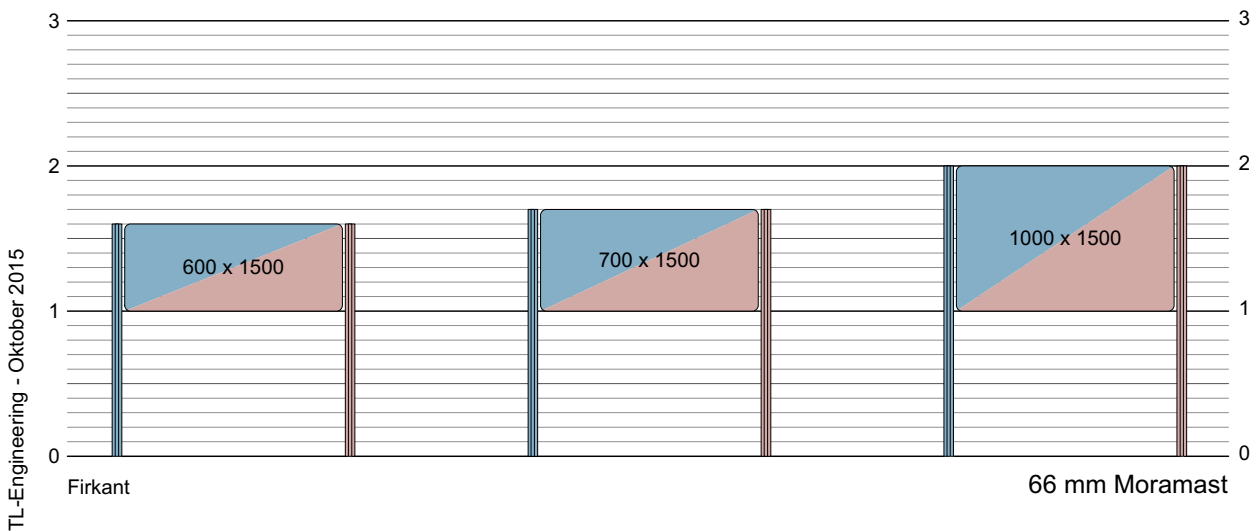 3
3
2
2
1
1
0
0
600 x 1500
700 x 1500
1000 x 1500
Firkant
66 mm Moramast
TL-Engineering - Oktober 2015